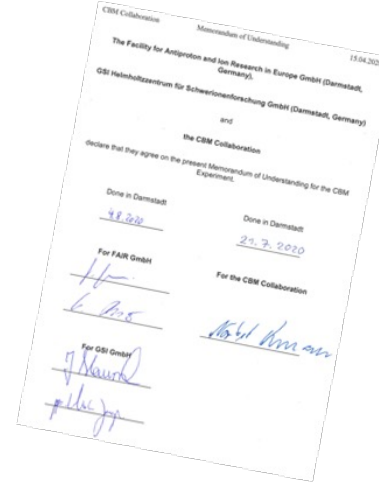 CBM Collaboration Memorandum of Understanding 15.04.202
The Facility for Antiproton and Ion Research in Europe GmbH (Darmstadt,
Germany),
GSI Helmholtzzentrum für Schwerionenforschung GmbH (Darmstadt, Germany)
and
the CBM Collaboration
declare that they agree on the present Memorandum of Understanding for the CBM
Experiment.
Done in Darmstadt Done in Darmstadt
4.8.2020 21.7.2020
For FAIR GmbH For the CBM Collaboration
For GSI GmbH